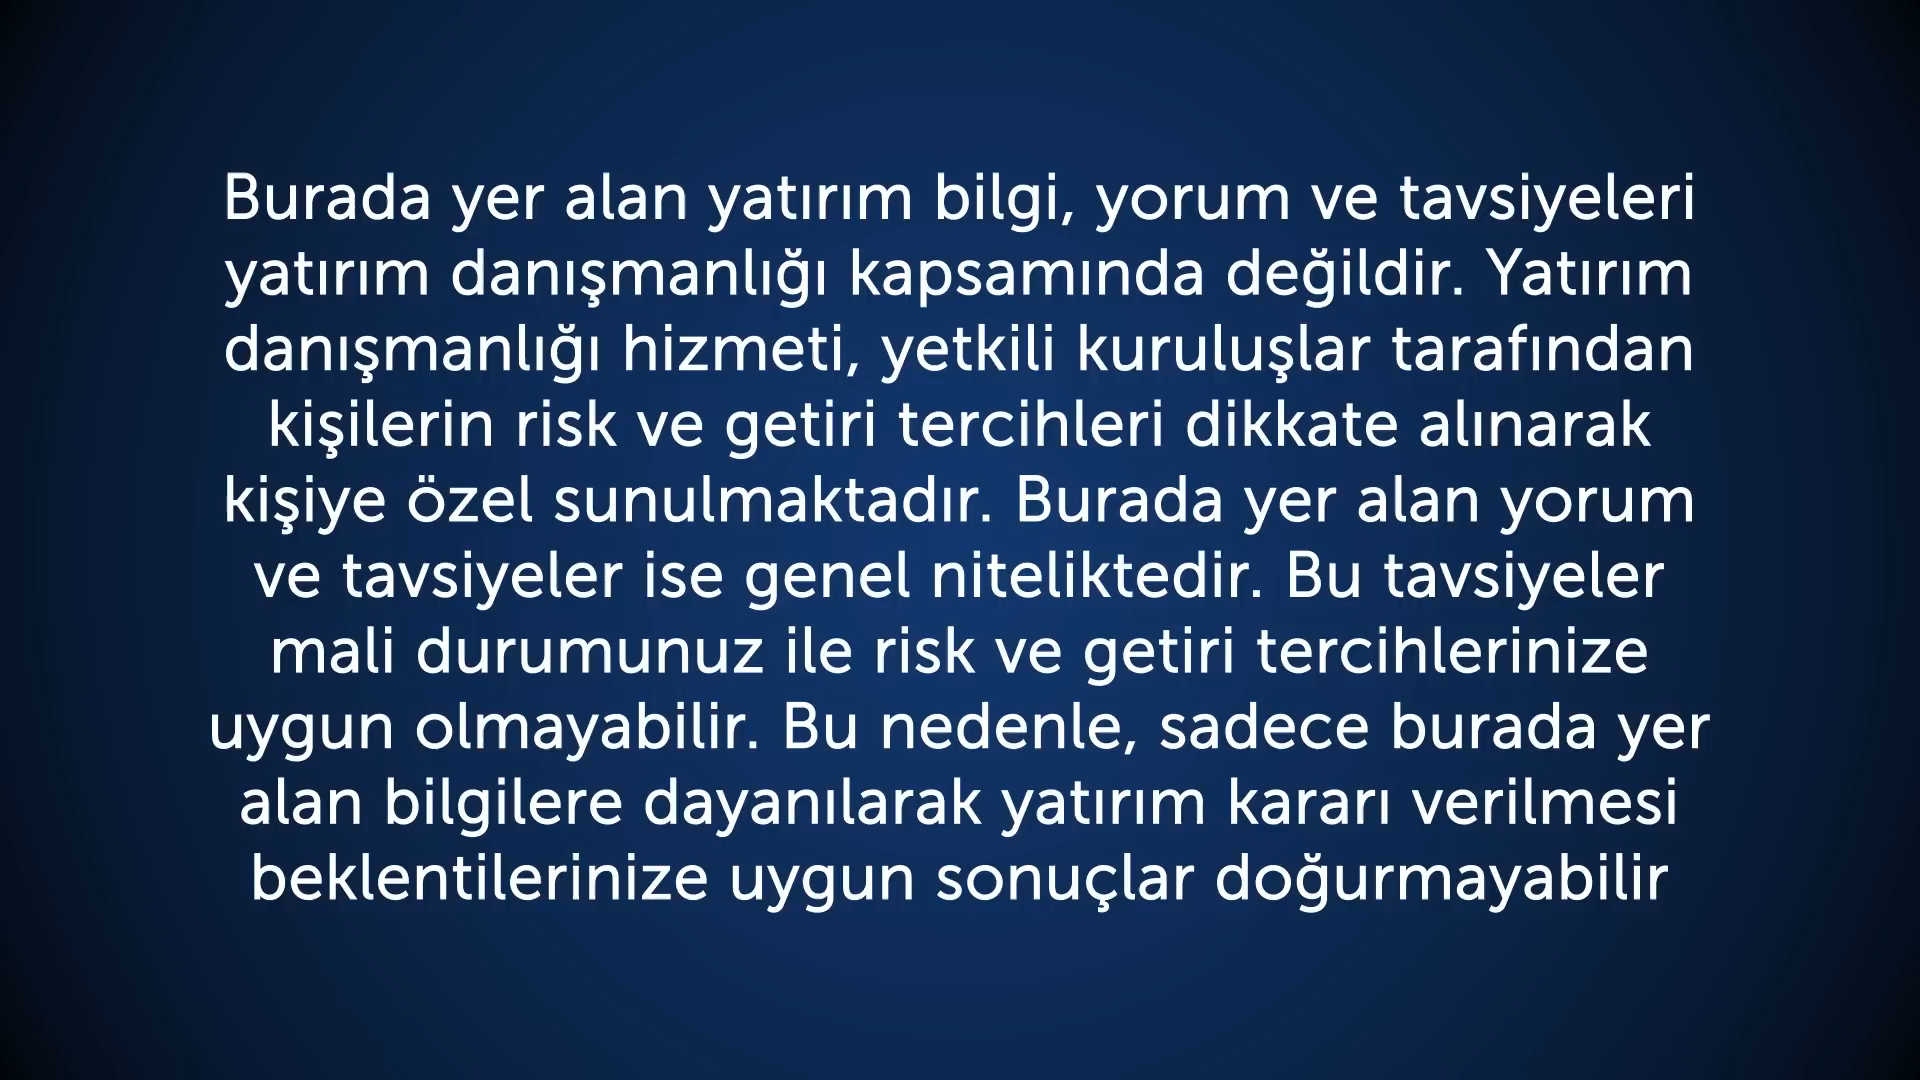 Burada yer alan yatırım bilgi, yorum ve tavsiyeleri
yatırım danışmanlığı kapsamında değildir. Yatırım
danışmanlığı hizmeti, yetkili kuruluşlar tarafından
kişilerin risk ve getiri tercihleri dikkate alınarak
kişiye özel sunulmaktadır. Burada yer alan yorum
ve tavsiyeler ise genel niteliktedir. Bu tavsiyeler
mali durumunuz ile risk ve getiri tercihlerinize
uygun olmayabilir. Bu nedenle, sadece burada yer
alan bilgilere dayanılarak yatırım kararı verilmesi
beklentilerinize uygun sonuçlar doğurmayabilir